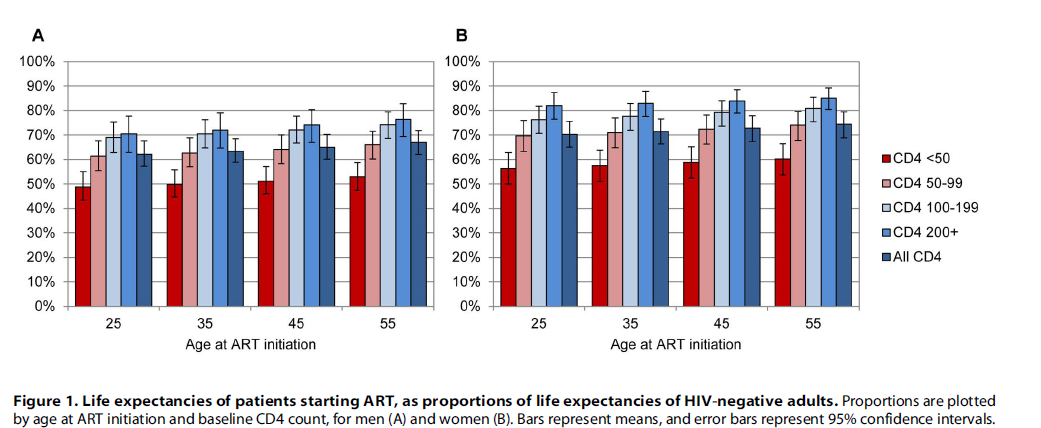 A
100%
90%
80%
70%
60%
50%
40%
30%
20%
10%
0%
25 35 45 55
Age at ART initiation
B
100%
90%
80%
70%
60%
50%
40%
30%
20%
10%
0%
25 35 45 55
Age at ART initiation
CD4 <50
CD4 50-99
CD4 100-199
CD4 200+
All CD4
Figure 1. Life expectancies of patients starting ART, as proportions of life expectancies of HIV-negative adults. Proportions are plotted
by age at ART initiation and baseline CD4 count, for men (A) and women (B). Bars represent means, and error bars represent 95% confidence intervals.